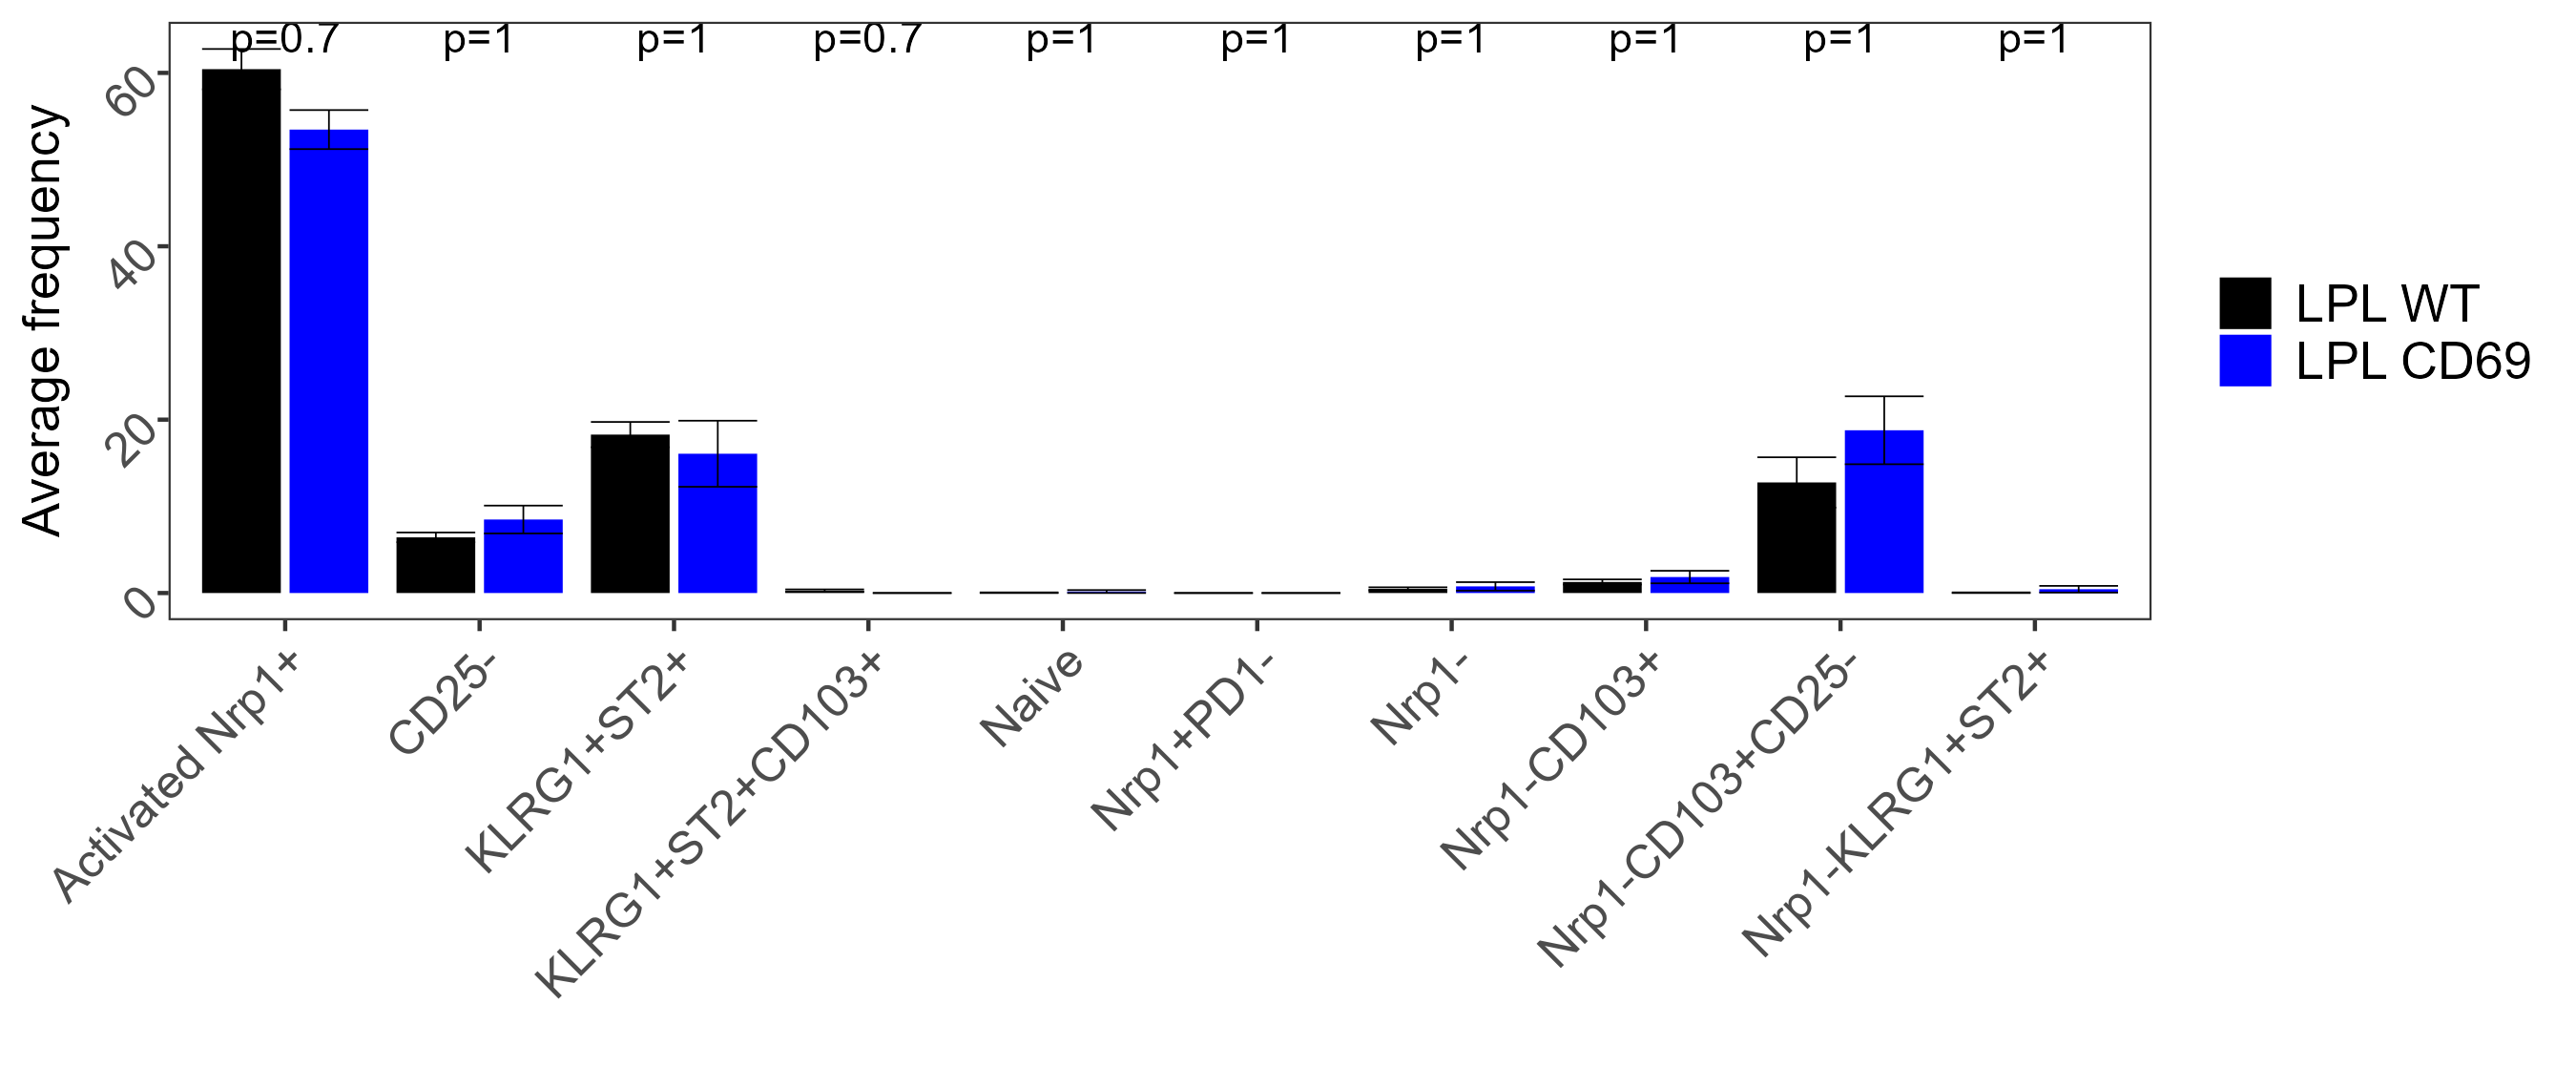 p=0.7 p=1 p=1 p=0.7 p=1 p=1 p=1 p=1 p=1 p=1
Average frequency
60
40
20
0
LPL WT
LPL CD69
Activated Nrp1+
CD25-
KLRG1+ST2+
KLRG1+ST2+CD103+
Naive
Nrp1+PD1-
Nrp1-
Nrp1-CD103+
Nrp1-CD103+CD25-
Nrp1-KLRG1+ST2+